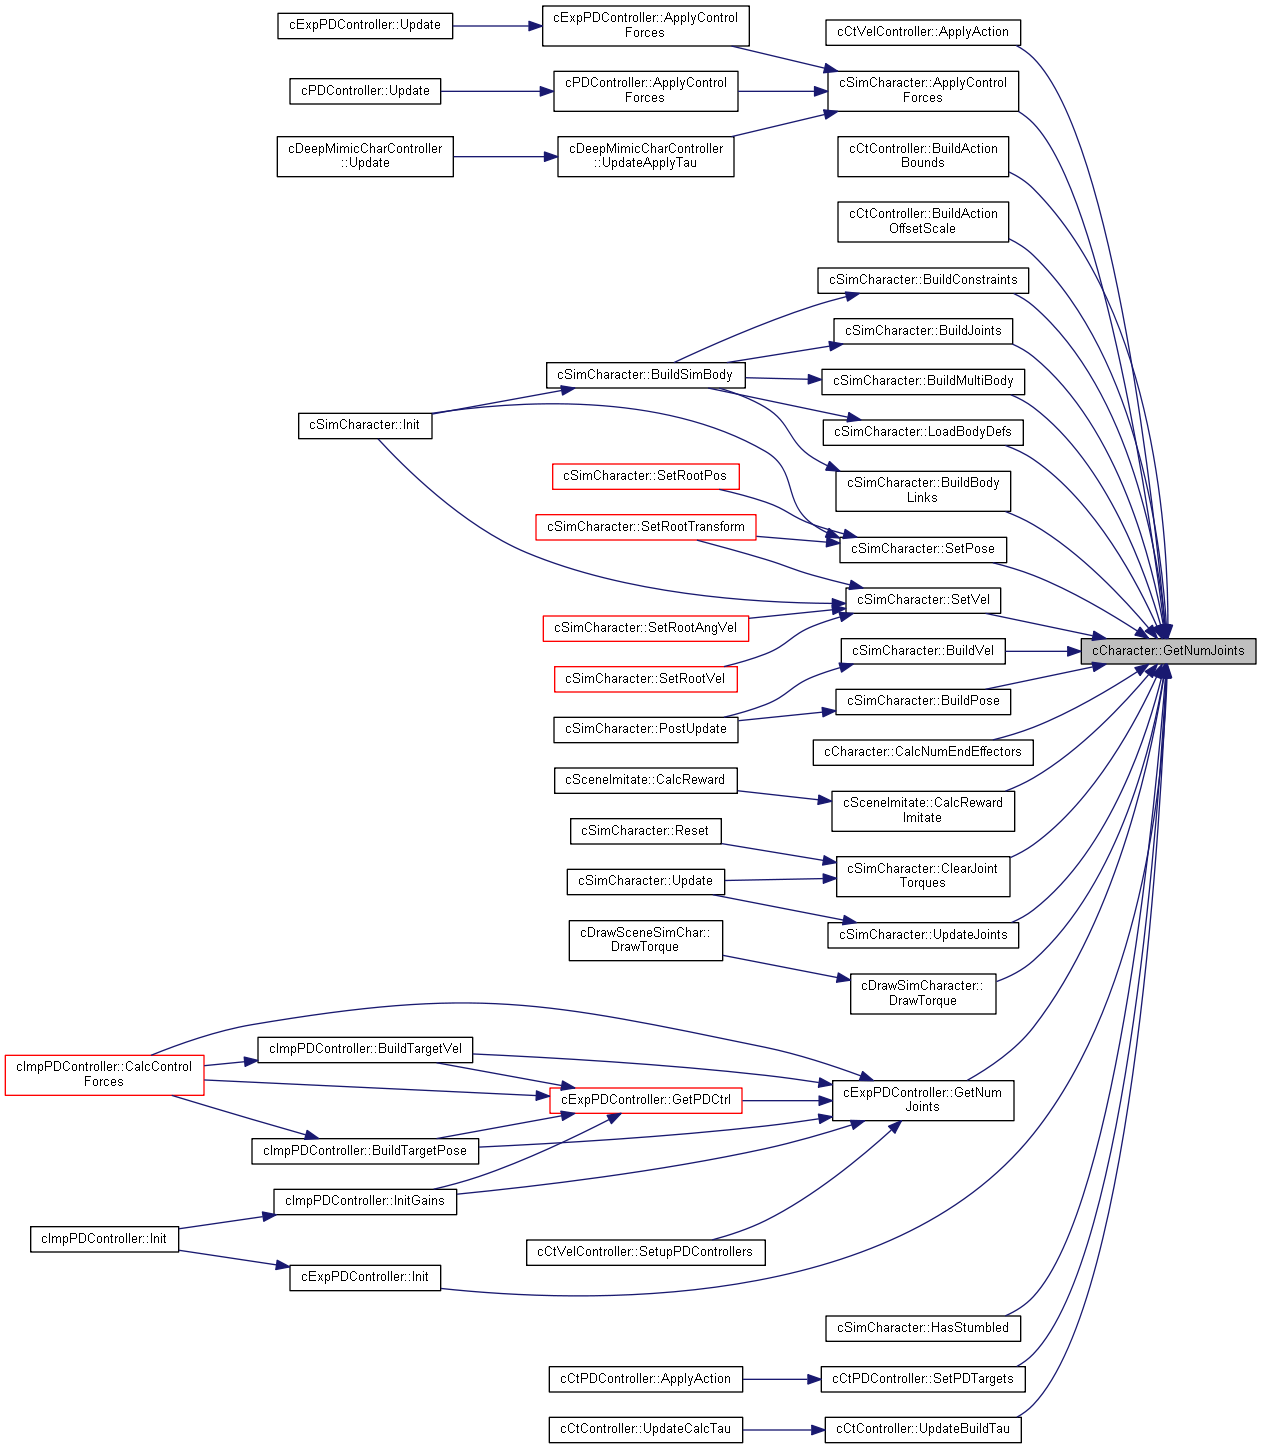 cExpPDController::Update
cExpPDController::ApplyControl
Forces
cCtVelController::ApplyAction
cPDController::Update
cPDController::ApplyControl
Forces
cSimCharacter::ApplyControl
Forces
cDeepMimicCharController
::Update
cDeepMimicCharController
::UpdateApplyTau
cCtController::BuildAction
Bounds
cCtController::BuildAction
OffsetScale
cSimCharacter::BuildConstraints
cSimCharacter::BuildJoints
cSimCharacter::BuildSimBody
cSimCharacter::BuildMultiBody
cSimCharacter::Init
cSimCharacter::LoadBodyDefs
cSimCharacter::SetRootPos
cSimCharacter::BuildBody
Links
cSimCharacter::SetRootTransform
cSimCharacter::SetPose
cSimCharacter::SetVel
cSimCharacter::SetRootAngVel
cSimCharacter::BuildVel
cCharacter::GetNumJoints
cSimCharacter::SetRootVel
cSimCharacter::BuildPose
cSimCharacter::PostUpdate
cCharacter::CalcNumEndEffectors
cSceneImitate::CalcReward
cSceneImitate::CalcReward
Imitate
cSimCharacter::Reset
cSimCharacter::ClearJoint
Torques
cSimCharacter::Update
cSimCharacter::UpdateJoints
cDrawSceneSimChar::
DrawTorque
cDrawSimCharacter::
DrawTorque
cImpPDController::BuildTargetVel
cImpPDController::CalcControl
Forces
cExpPDController::GetPDCtrl
cExpPDController::GetNum
Joints
cImpPDController::BuildTargetPose
cImpPDController::InitGains
cImpPDController::Init
cCtVelController::SetupPDControllers
cExpPDController::Init
cSimCharacter::HasStumbled
cCtPDController::ApplyAction
cCtPDController::SetPDTargets
cCtController::UpdateCalcTau
cCtController::UpdateBuildTau